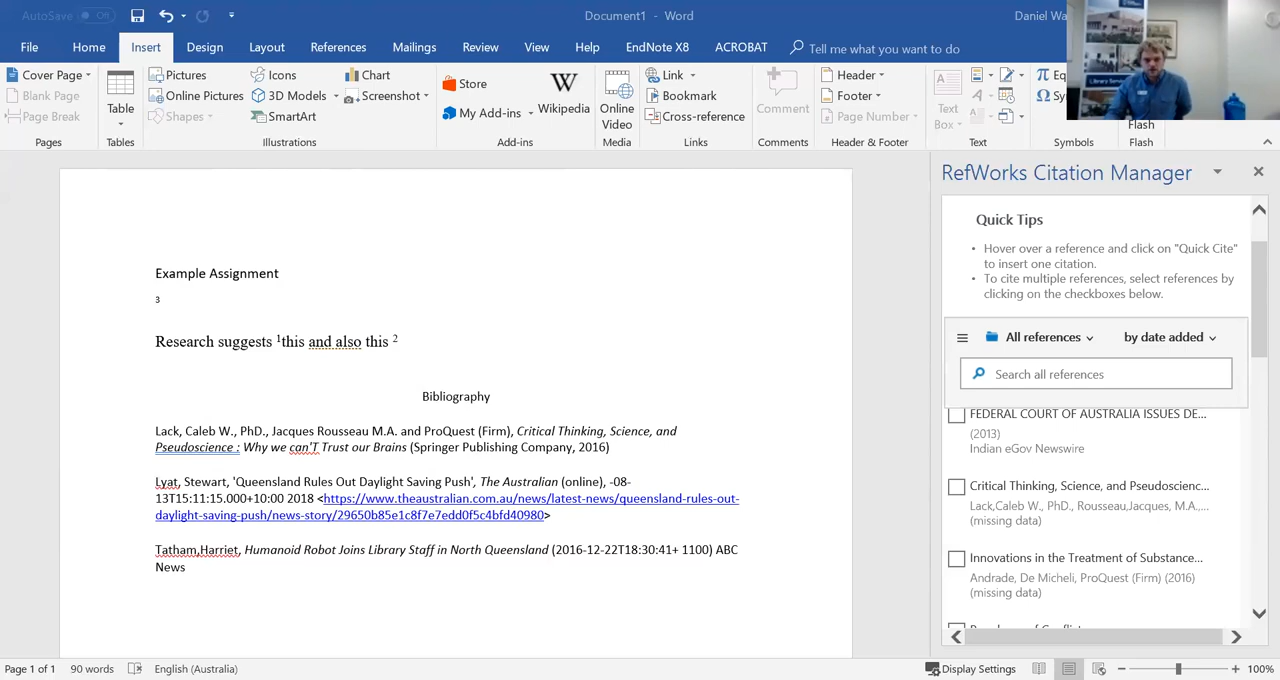 AutoSave Off
Document1 - Word
Daniel Wa
File Home Insert Design Layout References Mailings Review View Help EndNote X8 ACROBAT Tell me what you want to do
Cover Page
Blank Page
Page Break
Pages
Table
Tables
Pictures
Online Pictures
Shapes
Icons
3D Models
SmartArt
Chart
Screenshot
Illustrations
Store
My Add-ins
W
Wikipedia
Add-ins
Online
Video
Media
Link
Bookmark
Cross-reference
Links
Comment
Comments
Header
Footer
Page Number
Header & Footer
Text
Box
Text
π Eq
Ω Sy
Symbols
Flash
Flash
Example Assignment
3
Research suggests 1this and also this 2
Bibliography
Lack, Caleb W., PhD., Jacques Rousseau M.A. and ProQuest (Firm), Critical Thinking, Science, and
Pseudoscience : Why we can'T Trust our Brains (Springer Publishing Company, 2016)
Lyat, Stewart, 'Queensland Rules Out Daylight Saving Push', The Australian (online), -08-
13T15:11:15.000+10:00 2018 <https://www.theaustralian.com.au/news/latest-news/queensland-rules-out-
daylight-saving-push/news-story/29650b85e1c8f7e7edd0f5c4bfd40980>
Tatham,Harriet, Humanoid Robot Joins Library Staff in North Queensland (2016-12-22T18:30:41+ 1100) ABC
News
RefWorks Citation Manager
Quick Tips
• Hover over a reference and click on "Quick Cite"
to insert one citation.
• To cite multiple references, select references by
clicking on the checkboxes below.
All references by date added
Search all references
FEDERAL COURT OF AUSTRALIA ISSUES DE...
(2013)
Indian eGov Newswire
Critical Thinking, Science, and Pseudoscienc...
Lack,Caleb W., PhD., Rousseau,Jacques, M.A.,...
(missing data)
Innovations in the Treatment of Substance...
Andrade, De Micheli, ProQuest (Firm) (2016)
(missing data)
Page 1 of 1 90 words English (Australia) Display Settings 100%